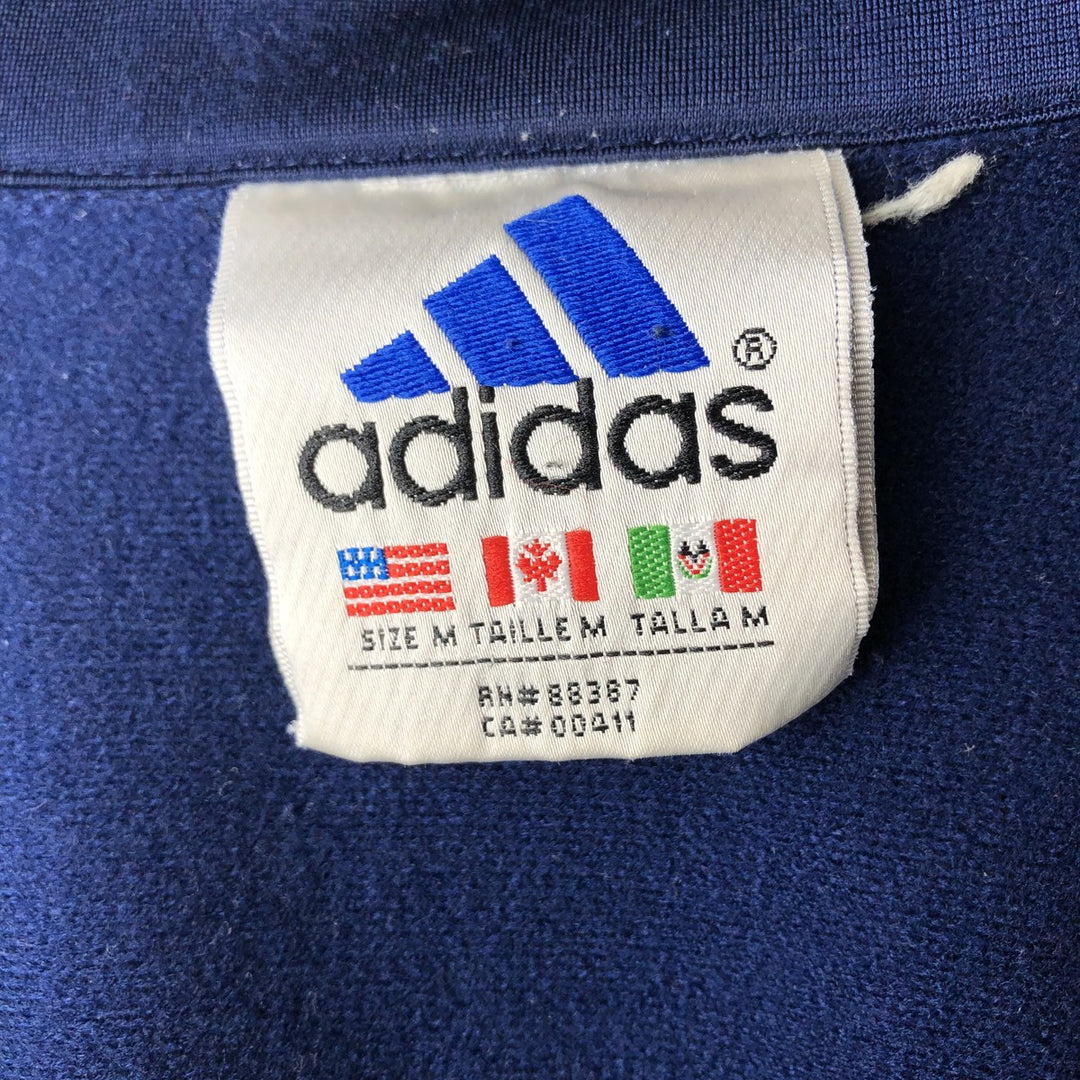 adidas ®
SIZE M TAILLE M TALLA M
RN# 88387
CA# 00411